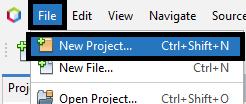 File Edit View Navigate Source
New Project... Ctrl+Shift+N
New File... Ctrl+N
Open Project... Ctrl+Shift+O